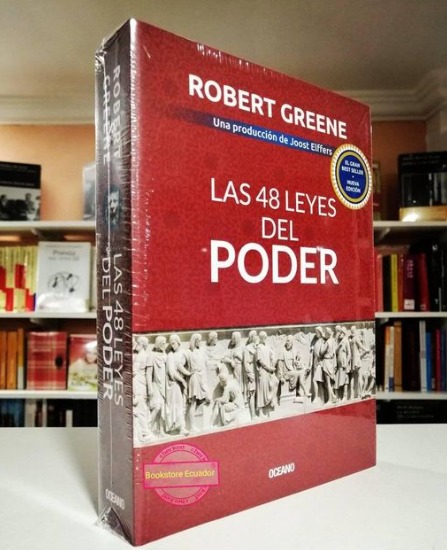 ROBERT GREENE
Una producción de Joost Elffers
EL GRAN
BEST SELLER
NUEVA
EDICIÓN
LAS 48 LEYES
DEL
PODER
OCEANO
Bookstore Ecuador
ROBERT
GREENE
LAS 48 LEYES
DEL PODER
OCEANO